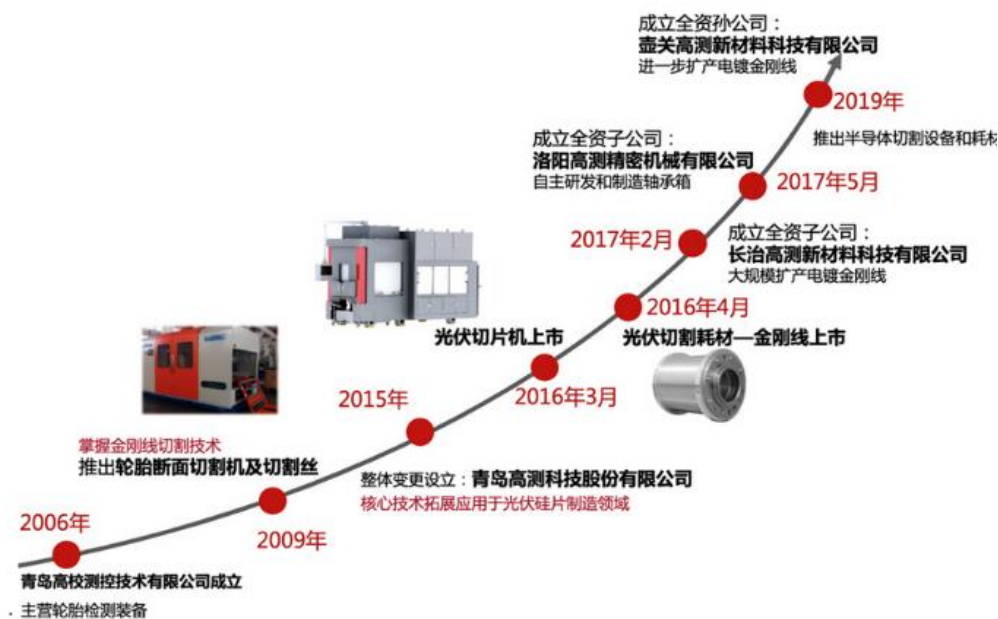 成立全资孙公司：
壶关高测新材料科技有限公司
进一步扩产电镀金刚线
2019年
推出半导体切割设备和耗材
成立全资子公司：
洛阳高测精密机械有限公司
自主研发和制造轴承箱
2017年5月
2017年2月
成立全资子公司：
长治高测新材料科技有限公司
大规模扩产电镀金刚线
2016年4月
光伏切片机上市
光伏切割耗材—金刚线上市
2016年3月
2015年
掌握金刚线切割技术
推出轮胎断面切割机及切割丝
整体变更设立：青岛高测科技股份有限公司
核心技术拓展应用于光伏硅片制造领域
2006年
2009年
青岛高校测控技术有限公司成立
. 主营轮胎检测装备